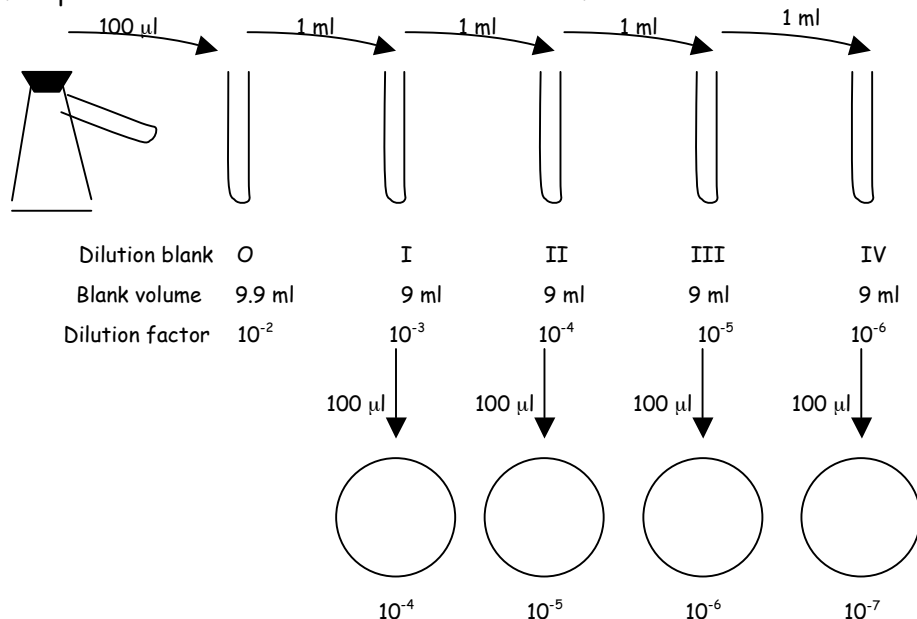 100 μl 1 ml 1 ml 1 ml 1 ml
Dilution blank O I II III IV
Blank volume 9.9 ml 9 ml 9 ml 9 ml 9 ml
Dilution factor 10⁻² 10⁻³ 10⁻⁴ 10⁻⁵ 10⁻⁶
100 μl 100 μl 100 μl 100 μl
10⁻⁴ 10⁻⁵ 10⁻⁶ 10⁻⁷